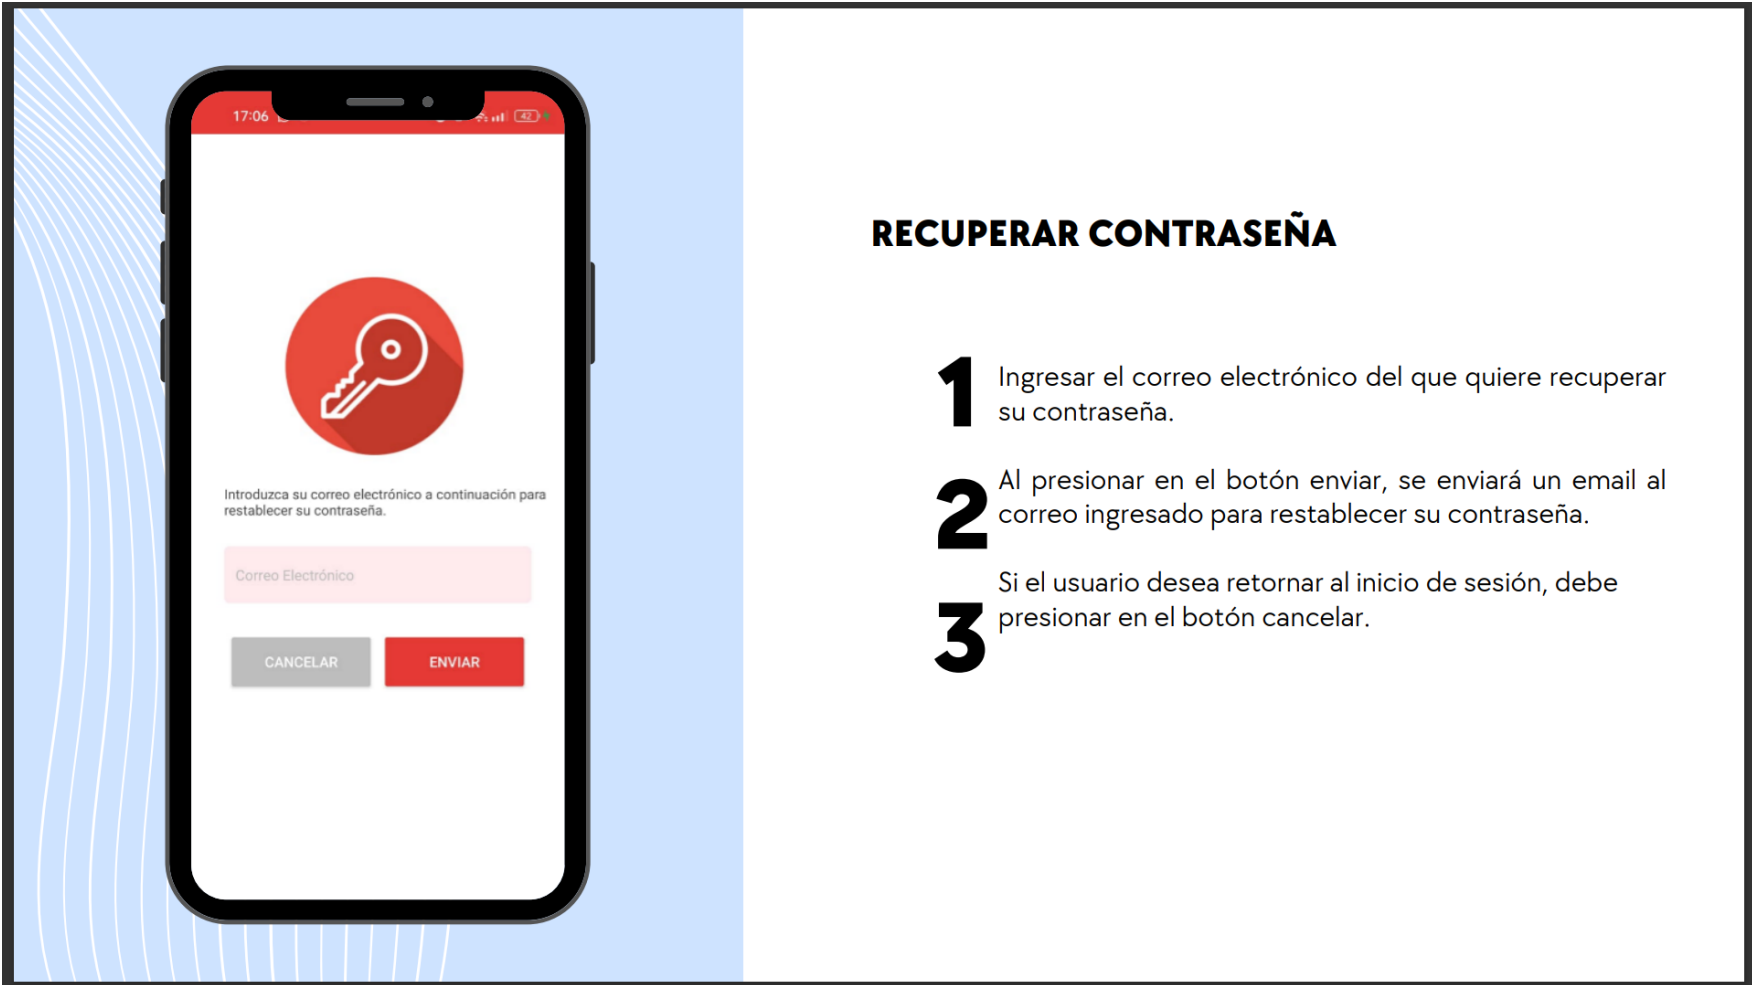 17:06
42
Introduzca su correo electrónico a continuación para
restablecer su contraseña.
Correo Electrónico
CANCELAR
ENVIAR
RECUPERAR CONTRASEÑA
1
Ingresar el correo electrónico del que quiere recuperar
su contraseña.
2
Al presionar en el botón enviar, se enviará un email al
correo ingresado para restablecer su contraseña.
3
Si el usuario desea retornar al inicio de sesión, debe
presionar en el botón cancelar.